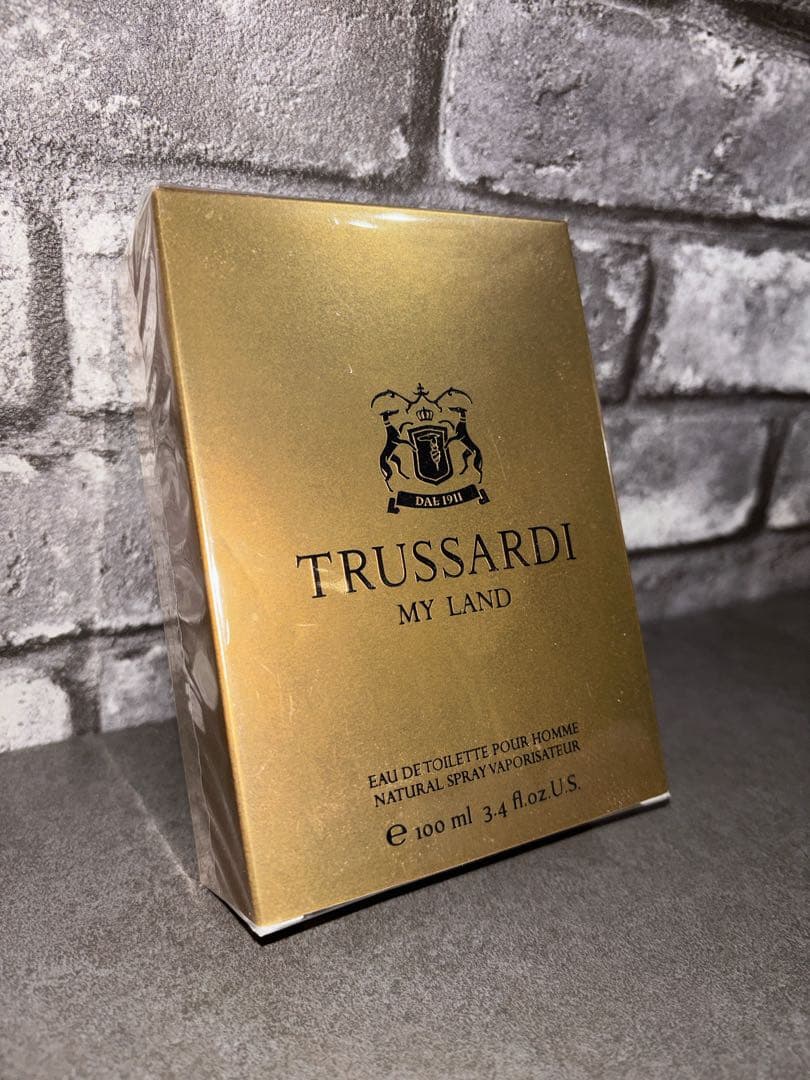 DAL 1911
TRUSSARDI
MY LAND
EAU DE TOILETTE POUR HOMME
NATURAL SPRAY VAPORISATEUR
e 100 ml 3.4 fl.oz.U.S.